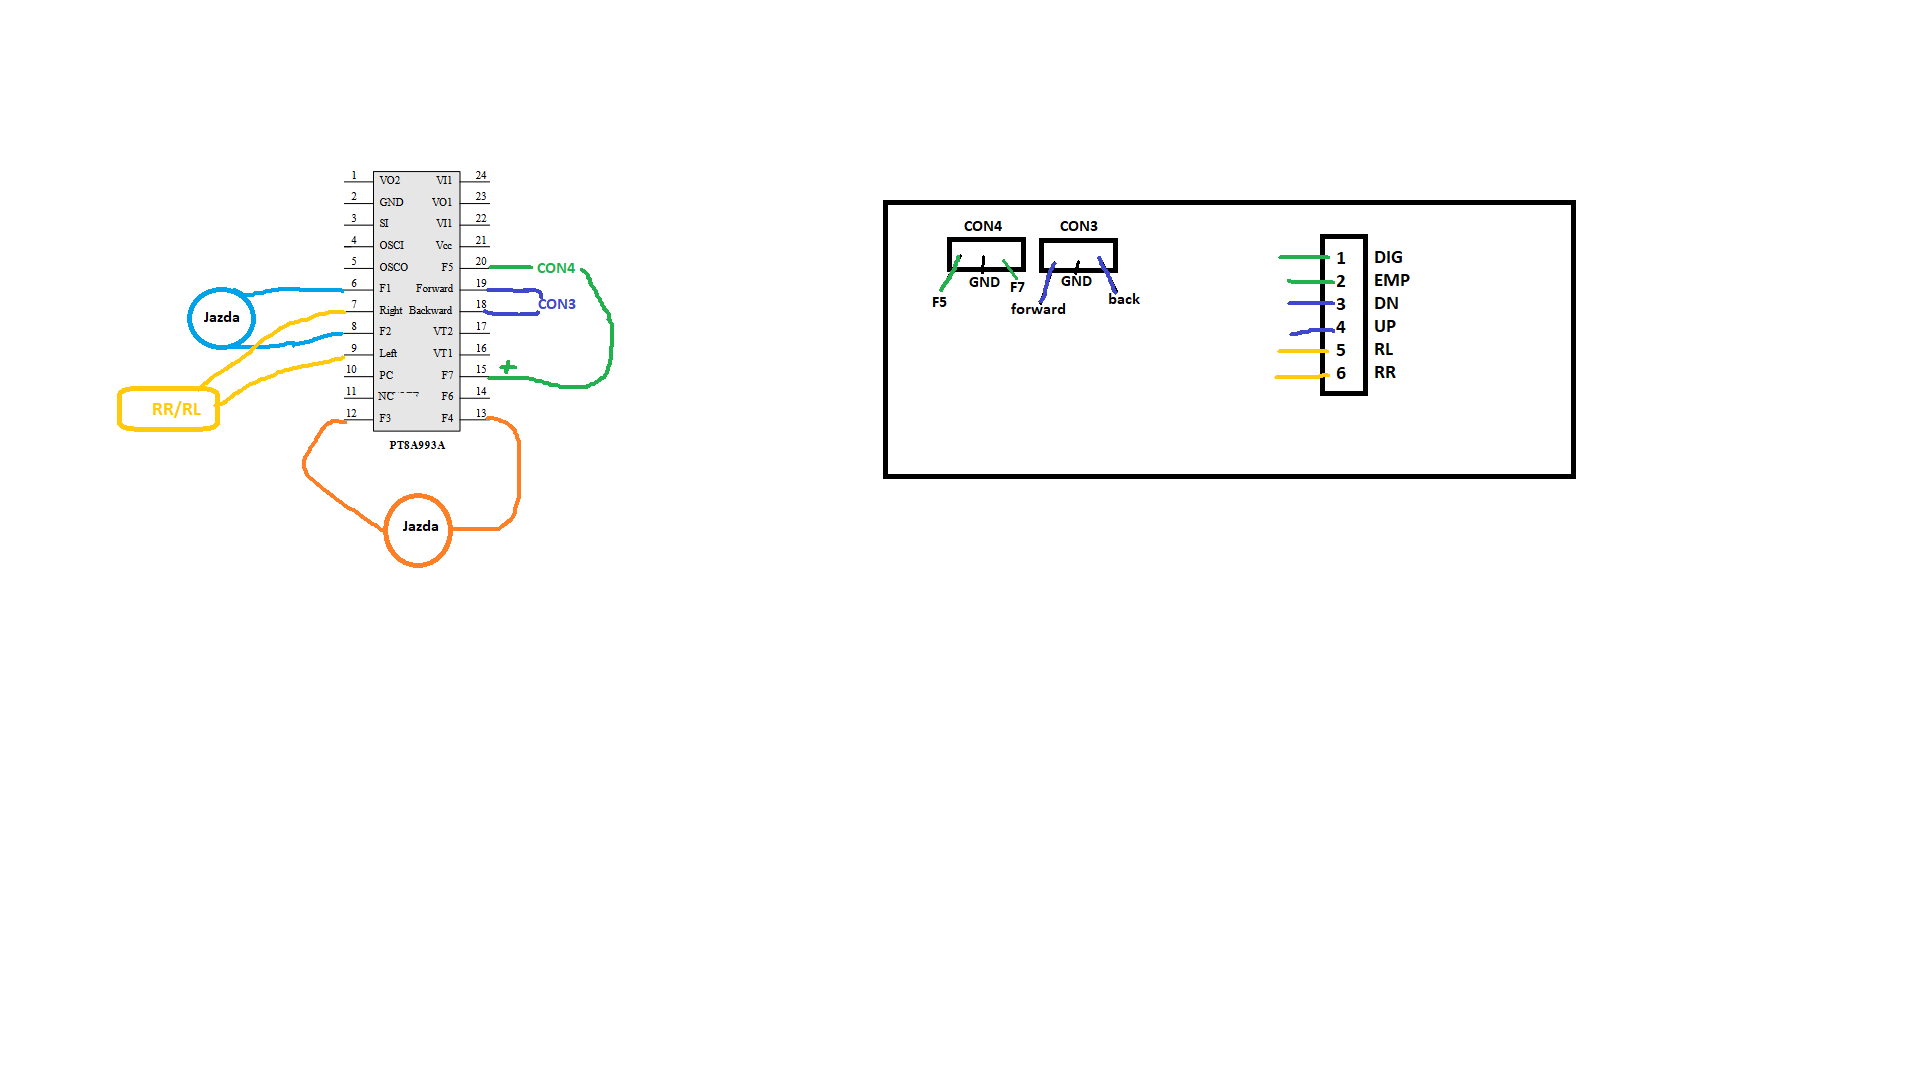 1 VO2 VI1 24
2 GND VO1 23
3 SI VI1 22
4 OSCI Vcc 21
5 OSCO F5 20
6 F1 Forward 19
7 Right Backward 18
8 F2 VT2 17
9 Left VT1 16
10 PC F7 15
11 NC F6 14
12 F3 F4 13
PT8A993A
Jazda
RR/RL
Jazda
CON4
CON3
+
CON4 CON3
F5 GND F7 forward GND back
1 DIG
2 EMP
3 DN
4 UP
5 RL
6 RR